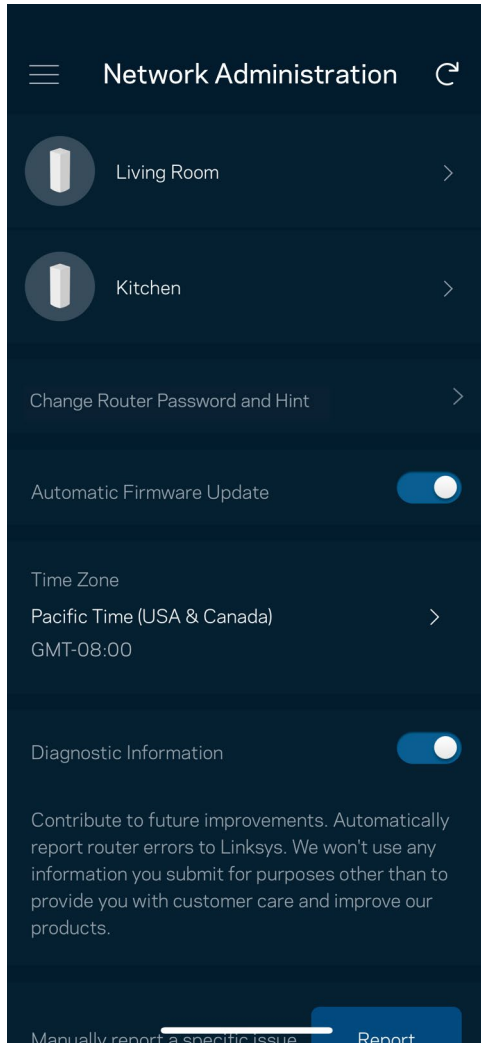 Network Administration
Living Room
Kitchen
Change Router Password and Hint
Automatic Firmware Update
Time Zone
Pacific Time (USA & Canada)
GMT-08:00
Diagnostic Information
Contribute to future improvements. Automatically
report router errors to Linksys. We won't use any
information you submit for purposes other than to
provide you with customer care and improve our
products.
Manually report a specific issue
Report